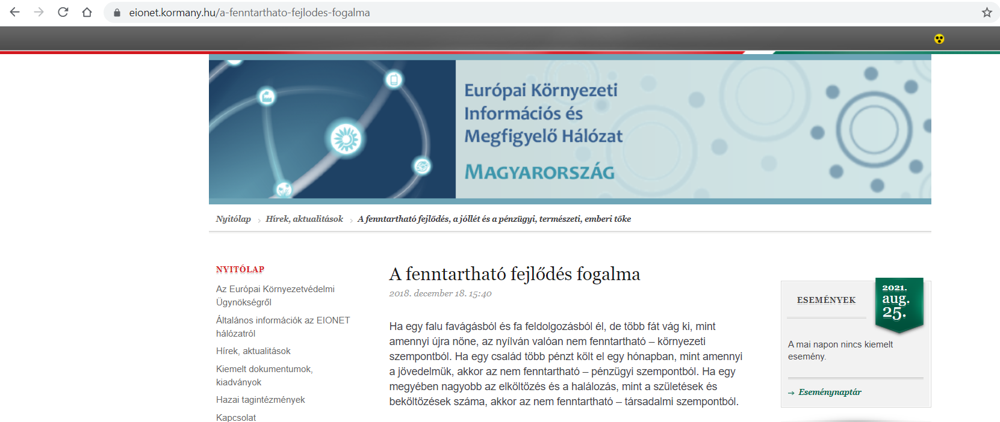 eionet.kormany.hu/a-fenntarthato-fejlodes-fogalma
Európai Környezeti
Információs és
Megfigyelő Hálózat
MAGYARORSZÁG
Nyitólap > Hírek, aktualitások > A fenntartható fejlődés, a jóllét és a pénzügyi, természeti, emberi tőke
NYITÓLAP
Az Európai Környezetvédelmi
Ügynökségről
Általános információk az EIONET
hálózatról
Hírek, aktualitások
Kiemelt dokumentumok,
kiadványok
Hazai tagintézmények
Kapcsolat
A fenntartható fejlődés fogalma
2018. december 18. 15:40
Ha egy falu favágásból és fa feldolgozásból él, de több fát vág ki, mint
amennyi újra nőne, az nyílván valóan nem fenntartható – környezeti
szempontból. Ha egy család több pénzt költ el egy hónapban, mint amennyi
a jövedelmük, akkor az nem fenntartható – pénzügyi szempontból. Ha egy
megyében nagyobb az elköltözés és a halálozás, mint a születések és
beköltözések száma, akkor az nem fenntartható – társadalmi szempontból.
ESEMÉNYEK
2021.
aug.
25.
A mai napon nincs kiemelt
esemény.
→ Eseménynaptár